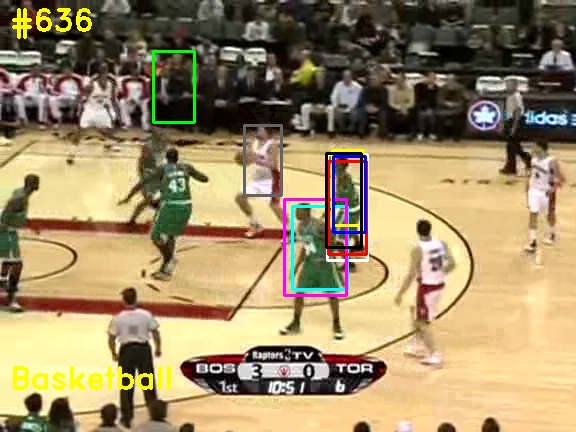 #636
adidas
43
Raptors TV
BOS 3 0 TOR
1st 10:51 6
Basketball